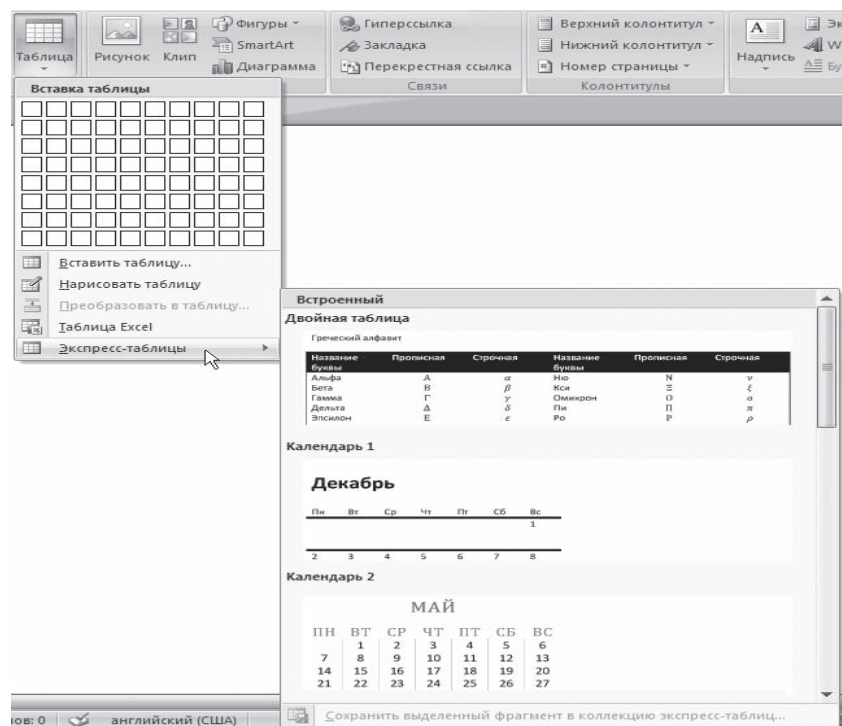 Таблица
Рисунок
Клип
Фигуры
SmartArt
Диаграмма
Гиперссылка
Закладка
Перекрестная ссылка
Связи
Верхний колонтитул
Нижний колонтитул
Номер страницы
Колонтитулы
A
Надпись
Эк
W
Бу
Вставка таблицы
Вставить таблицу...
Нарисовать таблицу
Преобразовать в таблицу...
Таблица Excel
Экспресс-таблицы
Встроенный
Двойная таблица
Греческий алфавит
Название буквы Прописная Строчная Название буквы Прописная Строчная
Альфа Α α Ню Ν ν
Бета Β β Кси Ξ ξ
Гамма Γ γ Омикрон Ο ο
Дельта Δ δ Пи Π π
Эпсилон Ε ε Ро Ρ ρ
Календарь 1
Декабрь
Пн Вт Ср Чт Пт Сб Вс
1
2 3 4 5 6 7 8
Календарь 2
МАЙ
ПН ВТ СР ЧТ ПТ СБ ВС
1 2 3 4 5 6
7 8 9 10 11 12 13
14 15 16 17 18 19 20
21 22 23 24 25 26 27
Сохранить выделенный фрагмент в коллекцию экспресс-таблиц...
нов: 0 английский (США)